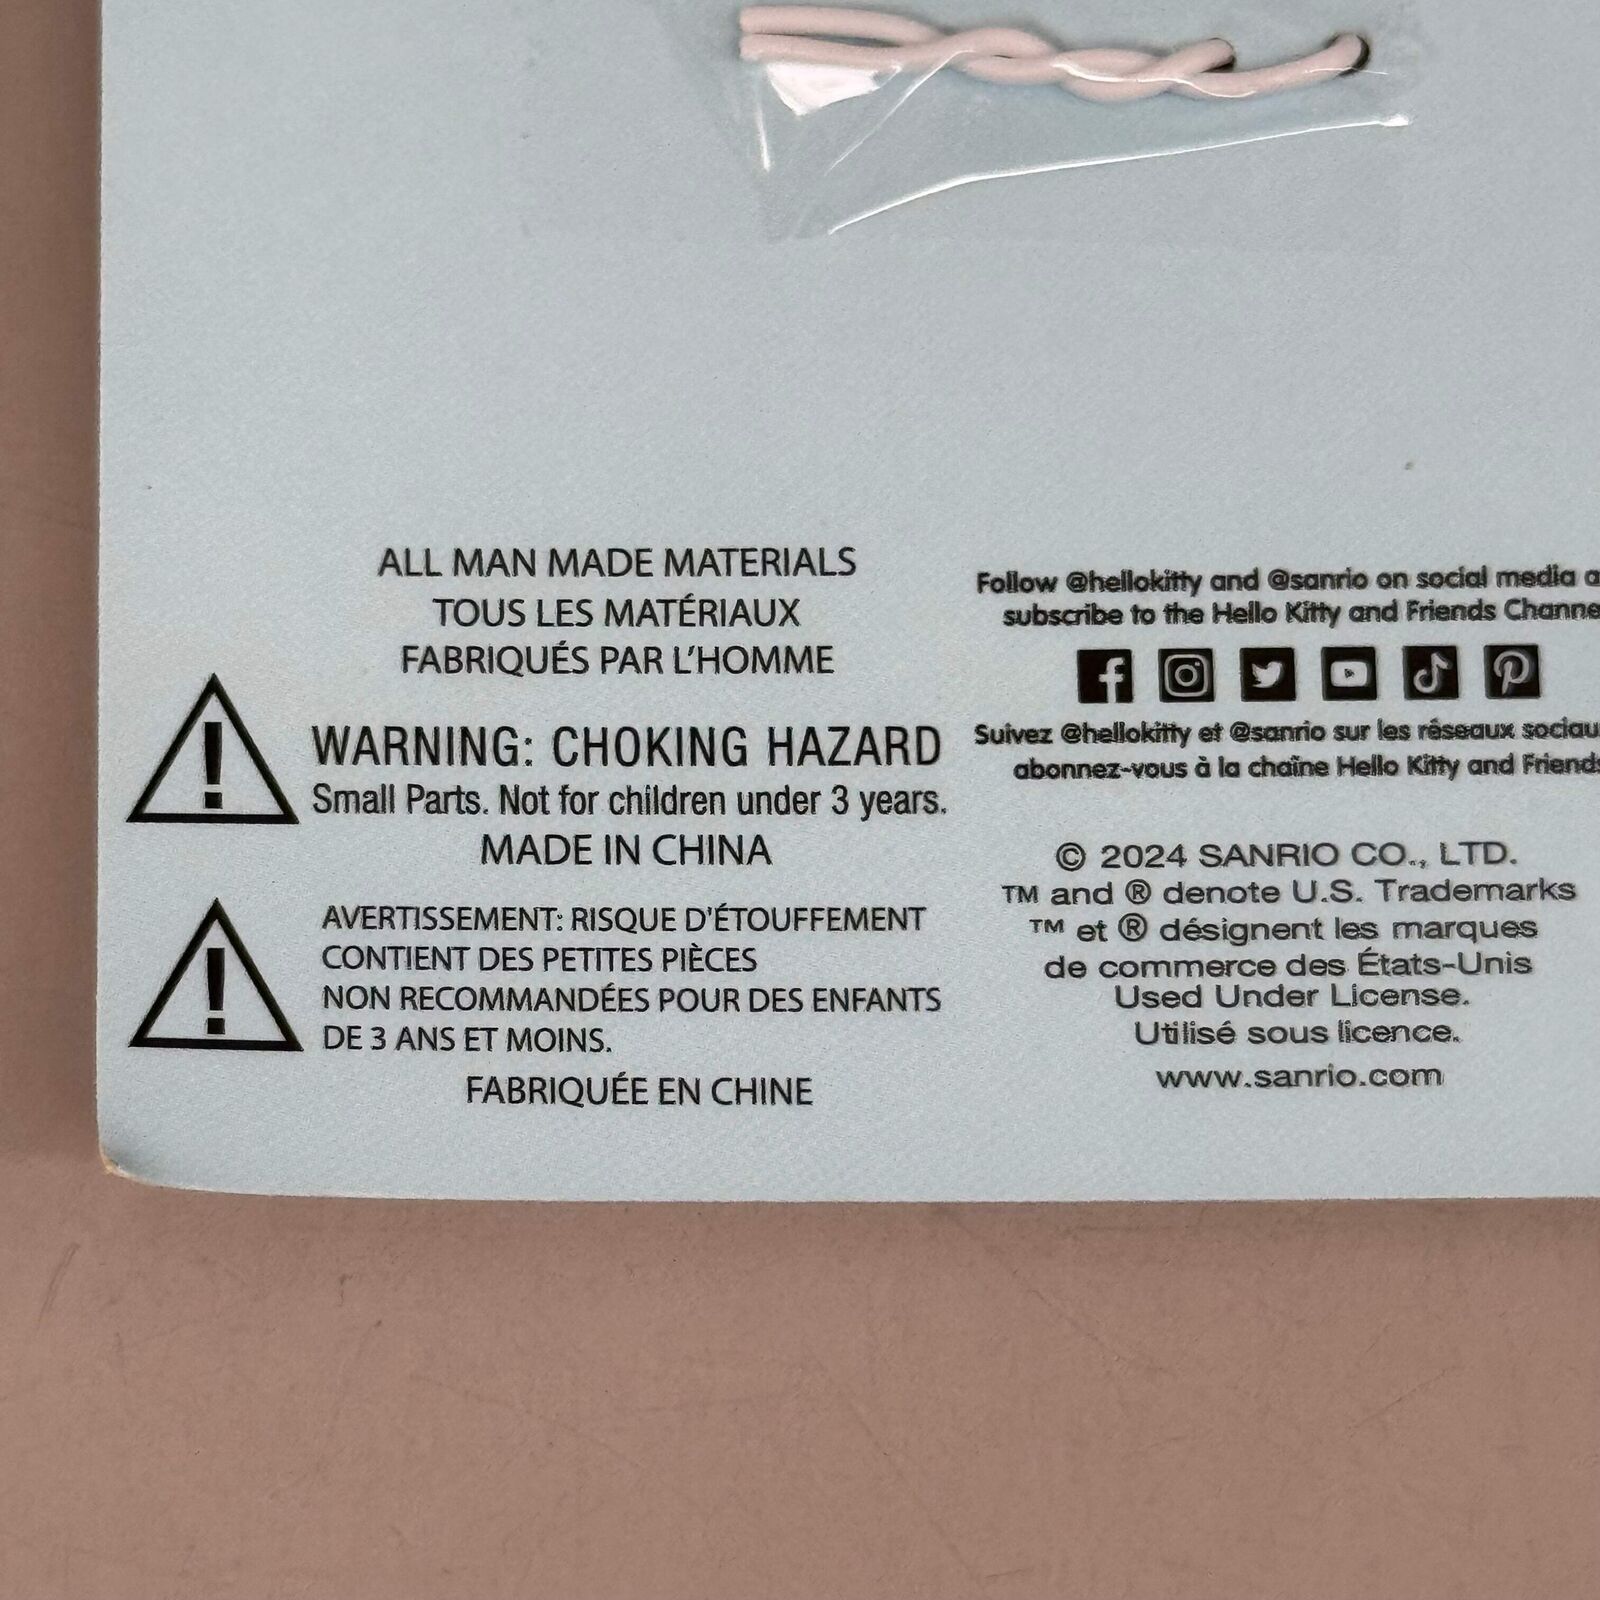 ALL MAN MADE MATERIALS
TOUS LES MATÉRIAUX
FABRIQUÉS PAR L'HOMME
WARNING: CHOKING HAZARD
Small Parts. Not for children under 3 years.
MADE IN CHINA
AVERTISSEMENT: RISQUE D'ÉTOUFFEMENT
CONTIENT DES PETITES PIÈCES
NON RECOMMANDÉES POUR DES ENFANTS
DE 3 ANS ET MOINS.
FABRIQUÉE EN CHINE
Follow @hellokitty and @sanrio on social media
subscribe to the Hello Kitty and Friends
Suivez @hellokitty et @sanrio sur les réseaux
abonnez-vous à la chaîne Hello Kitty and Friends
© 2024 SANRIO CO., LTD.
™ and ® denote U.S. Trademarks
™ et ® désignent les marques
de commerce des États-Unis
Used Under License.
Utilisé sous licence.
www.sanrio.com